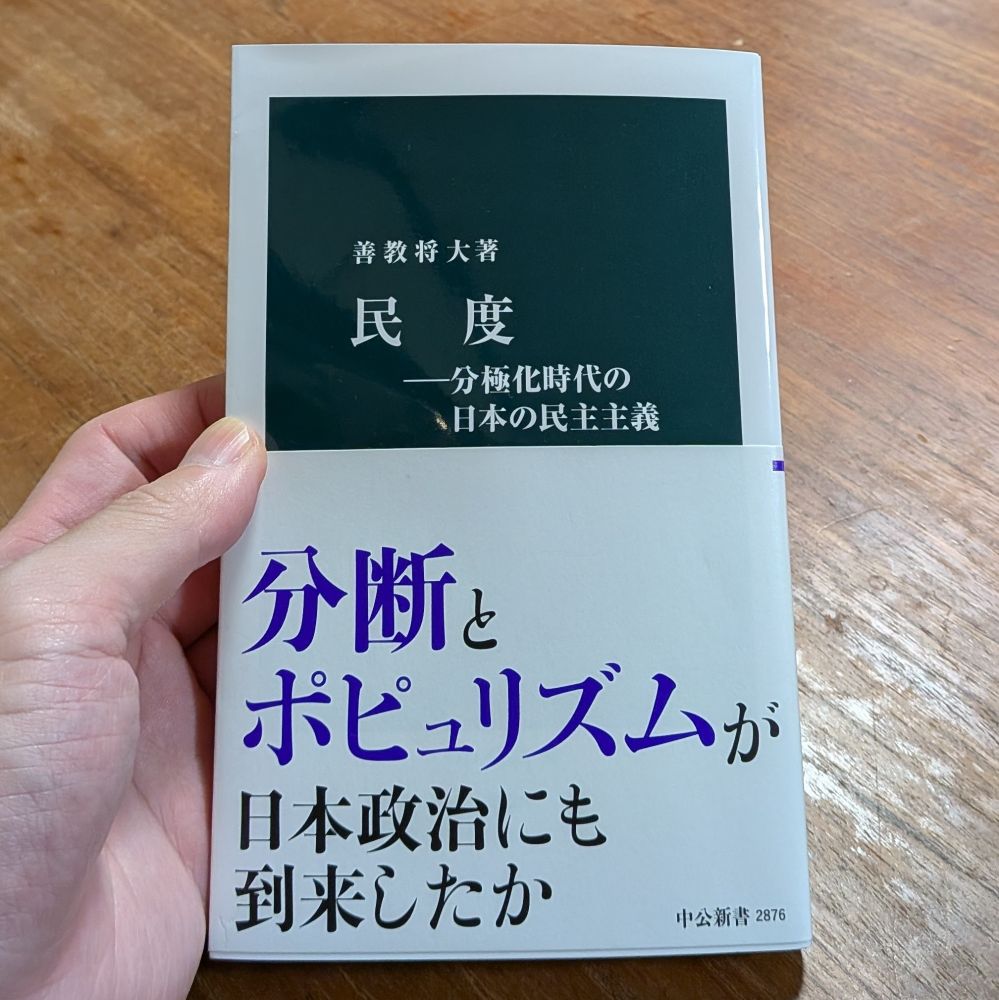 善教将大著
民 度
──分極化時代の
日本の民主主義
分断と
ポピュリズムが
日本政治にも
到来したか
中公新書 2876